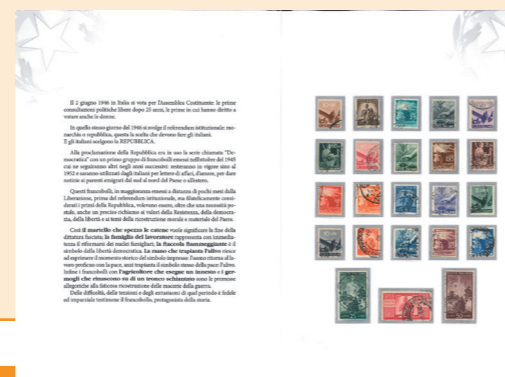 Il 2 giugno 1946 in Italia si vota per l'Assemblea Costituente: le prime
consultazioni politiche libere dopo 25 anni, le prime in cui hanno diritto a
votare anche le donne.
In quello stesso giorno del 1946 si svolge il referendum istituzionale: mo-
narchia o repubblica, questa la scelta che devono fare gli italiani.
E gli italiani scelgono la REPUBBLICA.
Alla proclamazione della Repubblica era in uso la serie chiamata "De-
mocratica" con un primo gruppo di francobolli emessi nell'ottobre del 1945
cui ne seguiranno altri negli anni successivi: resteranno in vigore sino al
1952 e saranno utilizzati dagli italiani per lettere di affari, d'amore, per dare
notizie ai parenti emigrati dal sud al nord del Paese o all'estero.
Questi francobolli, in maggioranza emessi a distanza di pochi mesi dalla
Liberazione, prima del referendum istituzionale, ma filatelicamente consi-
derati i primi della Repubblica, volevano essere, oltre che una necessità po-
stale, anche un preciso richiamo ai valori della Resistenza, della democra-
zia, della libertà e ai temi della ricostruzione morale e materiale del Paese.
Così il martello che spezza le catene vuole significare la fine della
dittatura fascista; la famiglia del lavoratore rappresenta con immedia-
tezza il riformarsi dei nuclei famigliari; la fiaccola fiammeggiante è il
simbolo della libertà democratica. La mano che trapianta l'ulivo riesce
ad esprimere il momento storico del simbolo impresso: l'uomo ritorna al la-
voro proficuo con la pace, anzi trapianta il simbolo stesso della pace: l'ulivo.
Infine i francobolli con l'agricoltore che esegue un innesto e i ger-
mogli che rinascono su di un tronco schiantato sono le premesse
allegoriche alla faticosa ricostruzione delle macerie della guerra.
Delle difficoltà, delle tensioni e degli entusiasmi di quel periodo è fedele
ed imparziale testimone il francobollo, protagonista della storia.